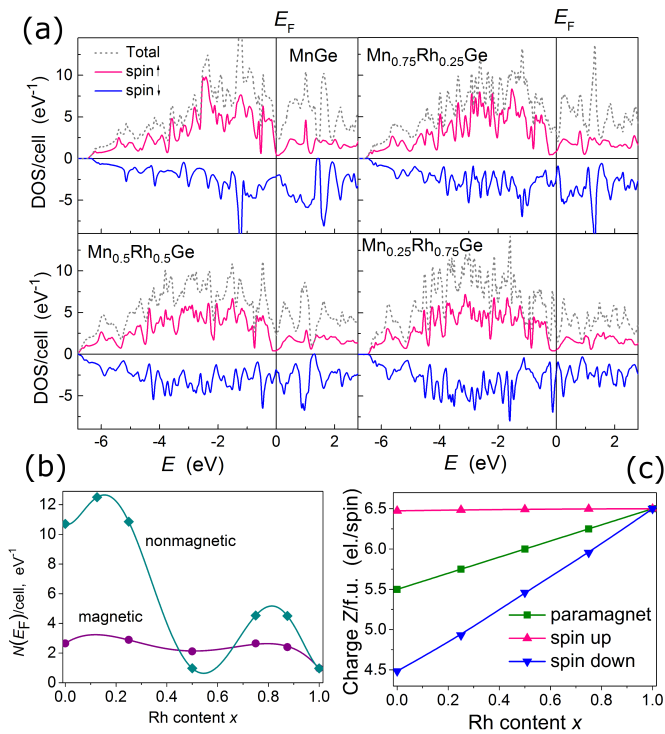 (a)
E_F
E_F
Total
spin↑
spin↓
MnGe
Mn0.75Rh0.25Ge
DOS/cell (eV⁻¹)
10
5
0
-5
Mn0.5Rh0.5Ge
Mn0.25Rh0.75Ge
DOS/cell (eV⁻¹)
10
5
0
-5
-6 -4 -2 0 2
-6 -4 -2 0 2
E (eV)
E (eV)
(b)
N(E_F)/cell, eV⁻¹
12
10
8
6
4
2
0
nonmagnetic
magnetic
0.0 0.2 0.4 0.6 0.8 1.0
Rh content x
(c)
Charge Z/f.u. (el./spin)
6.5
6.0
5.5
5.0
4.5
paramagnet
spin up
spin down
0.0 0.2 0.4 0.6 0.8 1.0
Rh content x